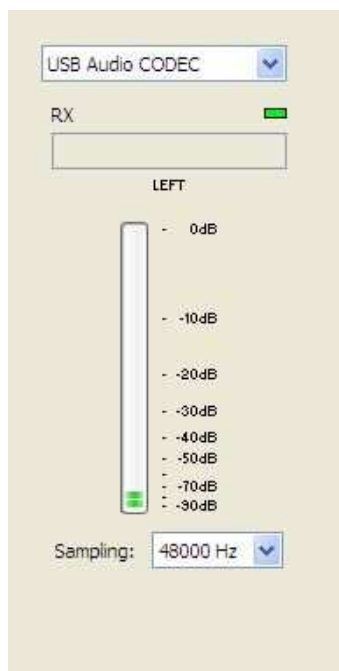 USB Audio CODEC
RX
LEFT
- 0dB
- -10dB
- -20dB
- -30dB
- -40dB
- -50dB
- -70dB
- -90dB
Sampling: 48000 Hz